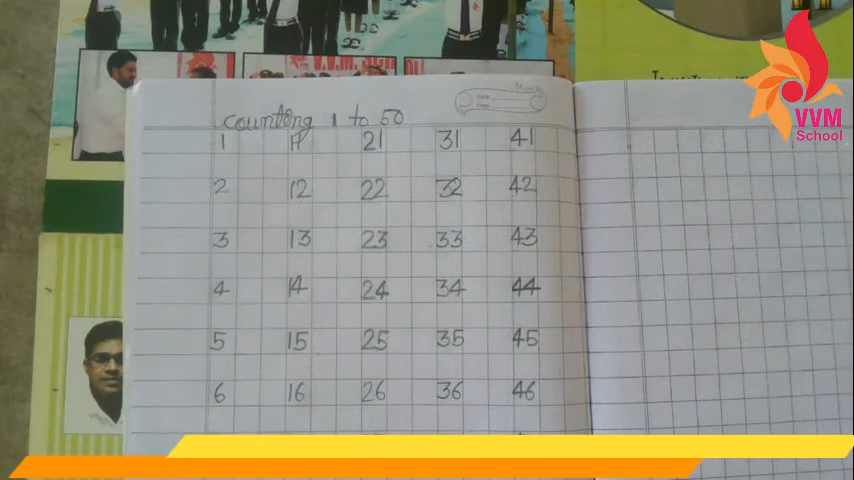 V.V.M.
VVM
School
counting 1 to 50
1 11 21 31 41
2 12 22 32 42
3 13 23 33 43
4 14 24 34 44
5 15 25 35 45
6 16 26 36 46